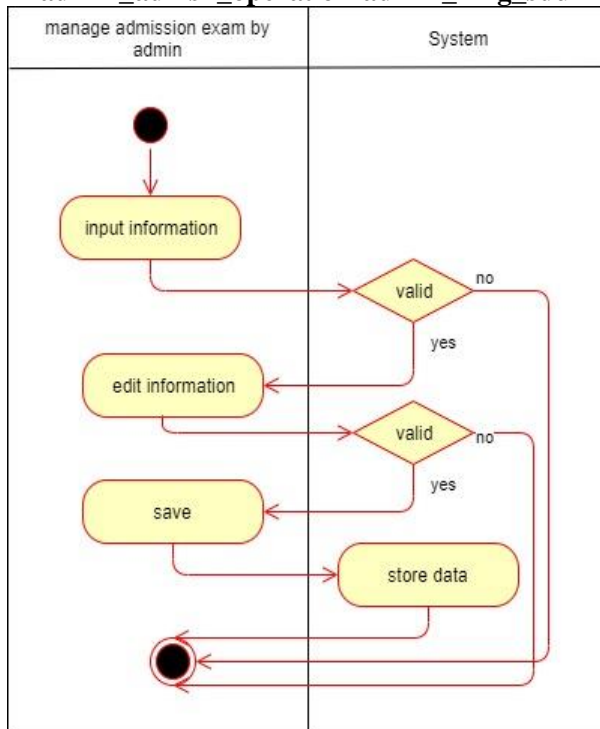 manage admission exam by
admin
System
input information
valid
no
yes
edit information
valid
no
yes
save
store data